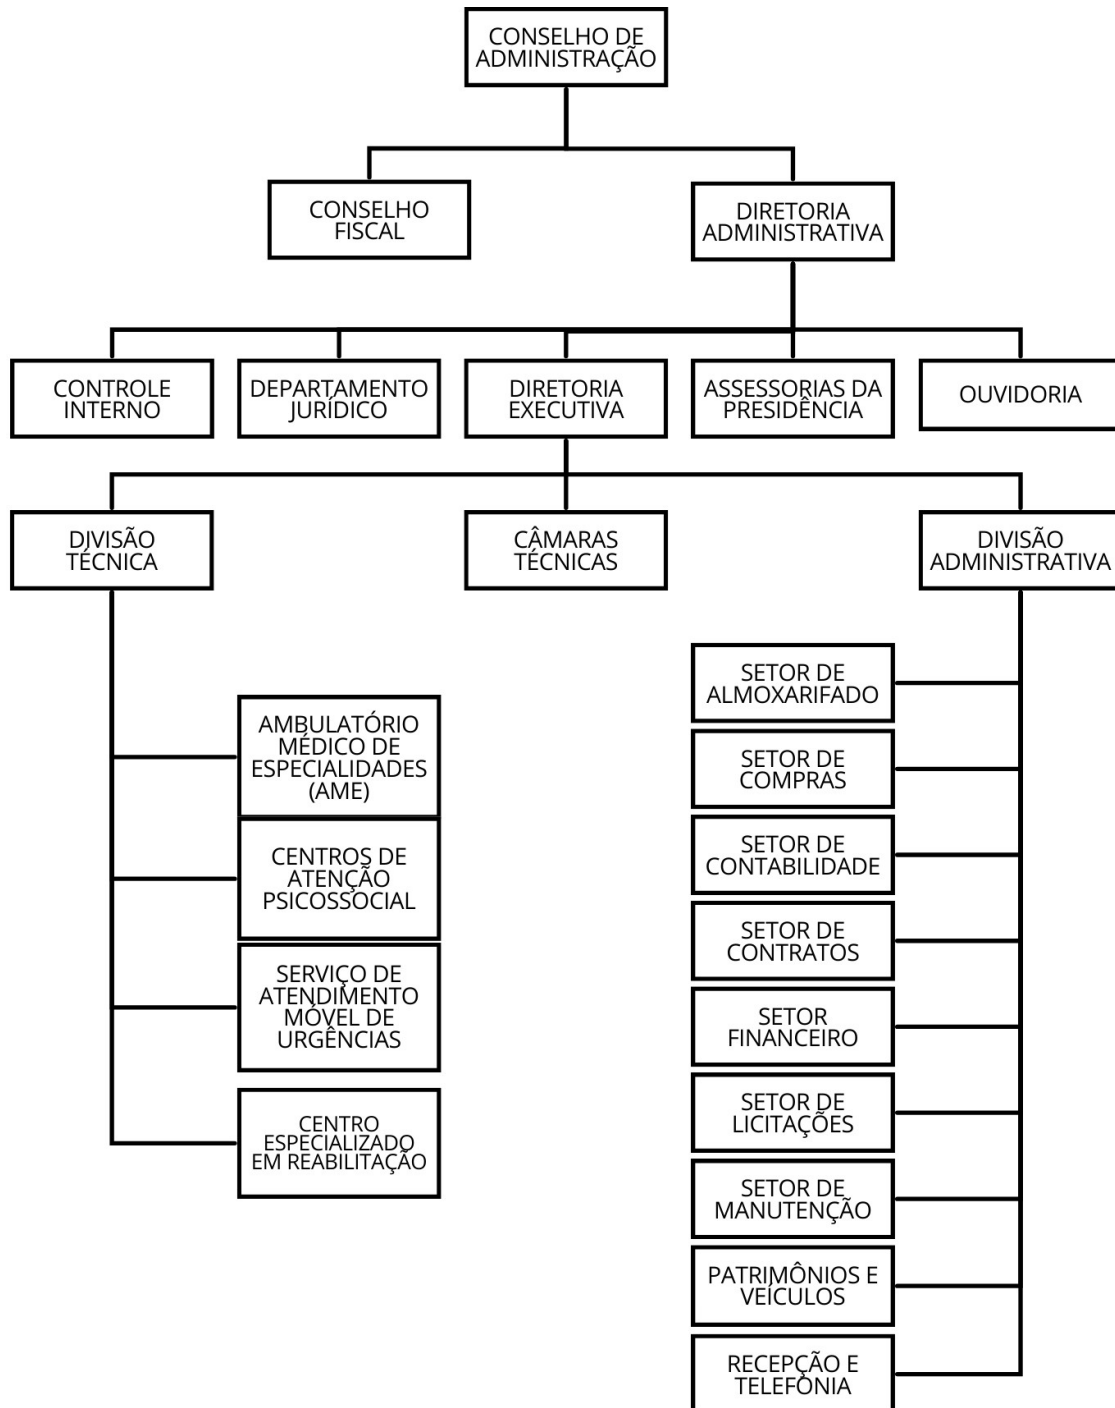 CONSELHO DE
ADMINISTRAÇÃO
CONSELHO
FISCAL
DIRETORIA
ADMINISTRATIVA
CONTROLE
INTERNO
DEPARTAMENTO
JURÍDICO
DIRETORIA
EXECUTIVA
ASSESSORIAS DA
PRESIDÊNCIA
OUVIDORIA
DIVISÃO
TÉCNICA
CÂMARAS
TÉCNICAS
DIVISÃO
ADMINISTRATIVA
AMBULATÓRIO
MÉDICO DE
ESPECIALIDADES
(AME)
CENTROS DE
ATENÇÃO
PSICOSSOCIAL
SERVIÇO DE
ATENDIMENTO
MÓVEL DE
URGÊNCIAS
CENTRO
ESPECIALIZADO
EM REABILITAÇÃO
SETOR DE
ALMOXARIFADO
SETOR DE
COMPRAS
SETOR DE
CONTABILIDADE
SETOR DE
CONTRATOS
SETOR
FINANCEIRO
SETOR DE
LICITAÇÕES
SETOR DE
MANUTENÇÃO
PATRIMÔNIOS E
VEÍCULOS
RECEPÇÃO E
TELEFONIA